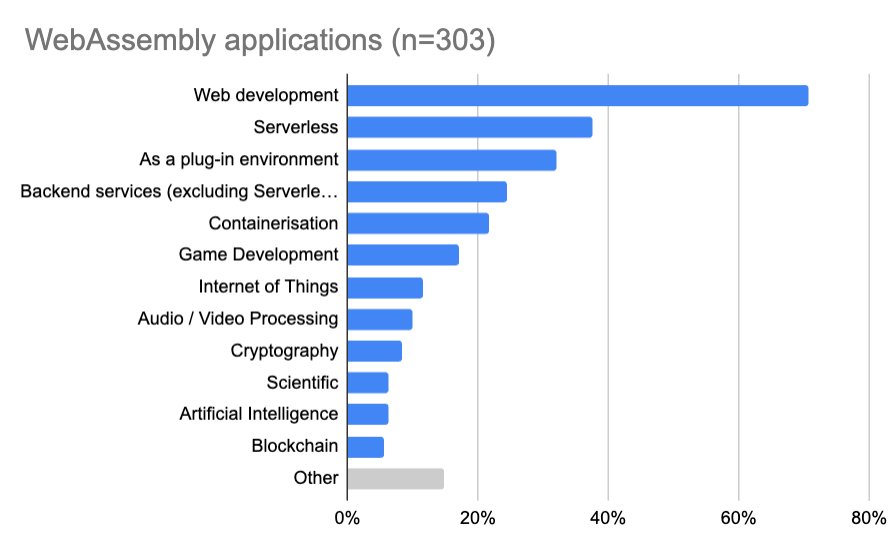 WebAssembly applications (n=303)
Web development
Serverless
As a plug-in environment
Backend services (excluding Serverle…
Containerisation
Game Development
Internet of Things
Audio / Video Processing
Cryptography
Scientific
Artificial Intelligence
Blockchain
Other
0% 20% 40% 60% 80%